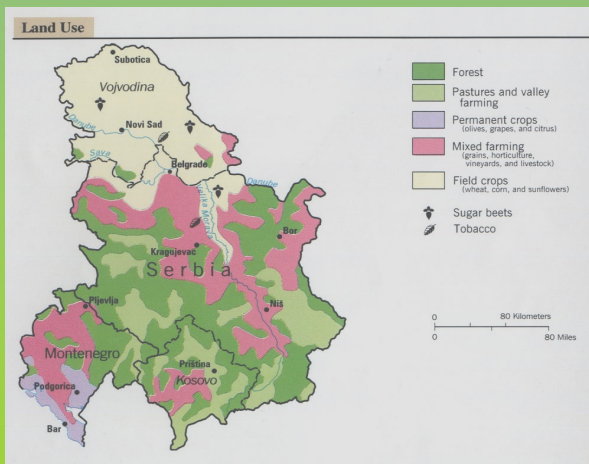 Land Use
Subotica
Vojvodina
Danube
Novi Sad
Sava
Belgrade
Velika Morava
Danube
Bor
Kragujevac
Serbia
Niš
Pljevlja
Montenegro
Priština
Kosovo
Podgorica
Bar
Forest
Pastures and valley
farming
Permanent crops
(olives, grapes, and citrus)
Mixed farming
(grains, horticulture,
vineyards, and livestock)
Field crops
(wheat, corn, and sunflowers)
Sugar beets
Tobacco
0 80 Kilometers
0 80 Miles